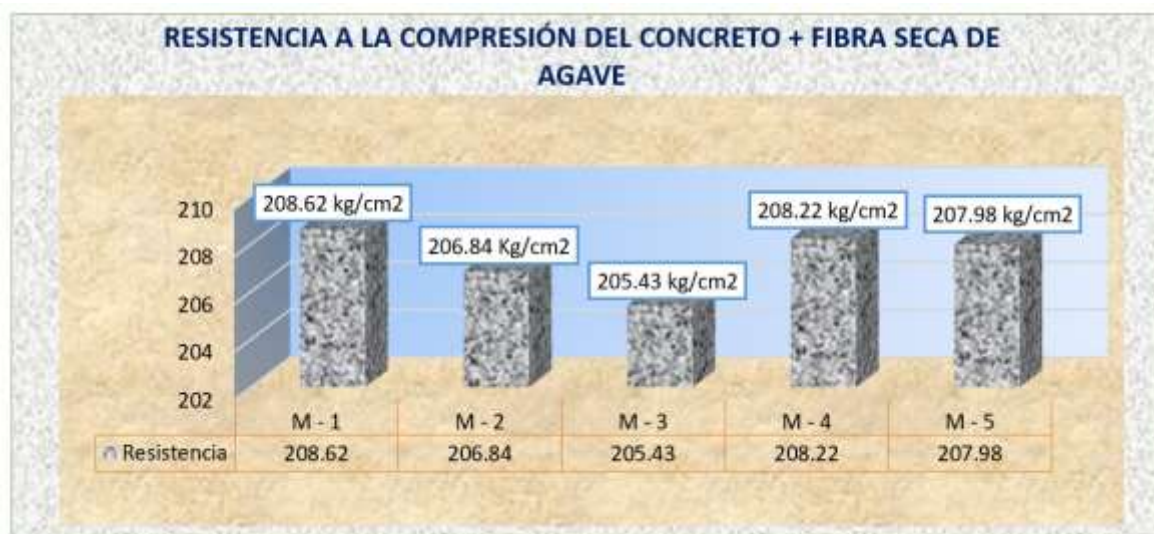 RESISTENCIA A LA COMPRESIÓN DEL CONCRETO + FIBRA SECA DE
AGAVE
210
208
206
204
202
208.62 kg/cm2
206.84 Kg/cm2
205.43 kg/cm2
208.22 kg/cm2
207.98 kg/cm2
M - 1 M - 2 M - 3 M - 4 M - 5
Resistencia 208.62 206.84 205.43 208.22 207.98